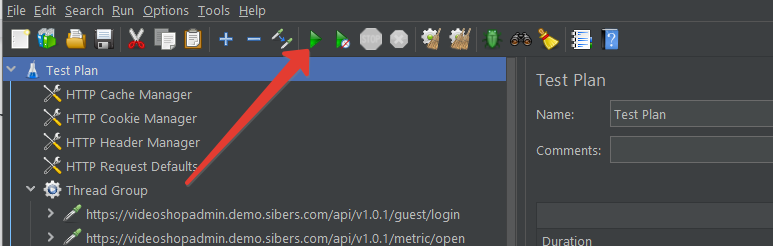 File Edit Search Run Options Tools Help
Test Plan
HTTP Cache Manager
HTTP Cookie Manager
HTTP Header Manager
HTTP Request Defaults
Thread Group
https://videoshopadmin.demo.sibers.com/api/v1.0.1/guest/login
https://videoshopadmin.demo.sibers.com/api/v1.0.1/metric/open
Test Plan
Name: Test Plan
Comments:
Duration